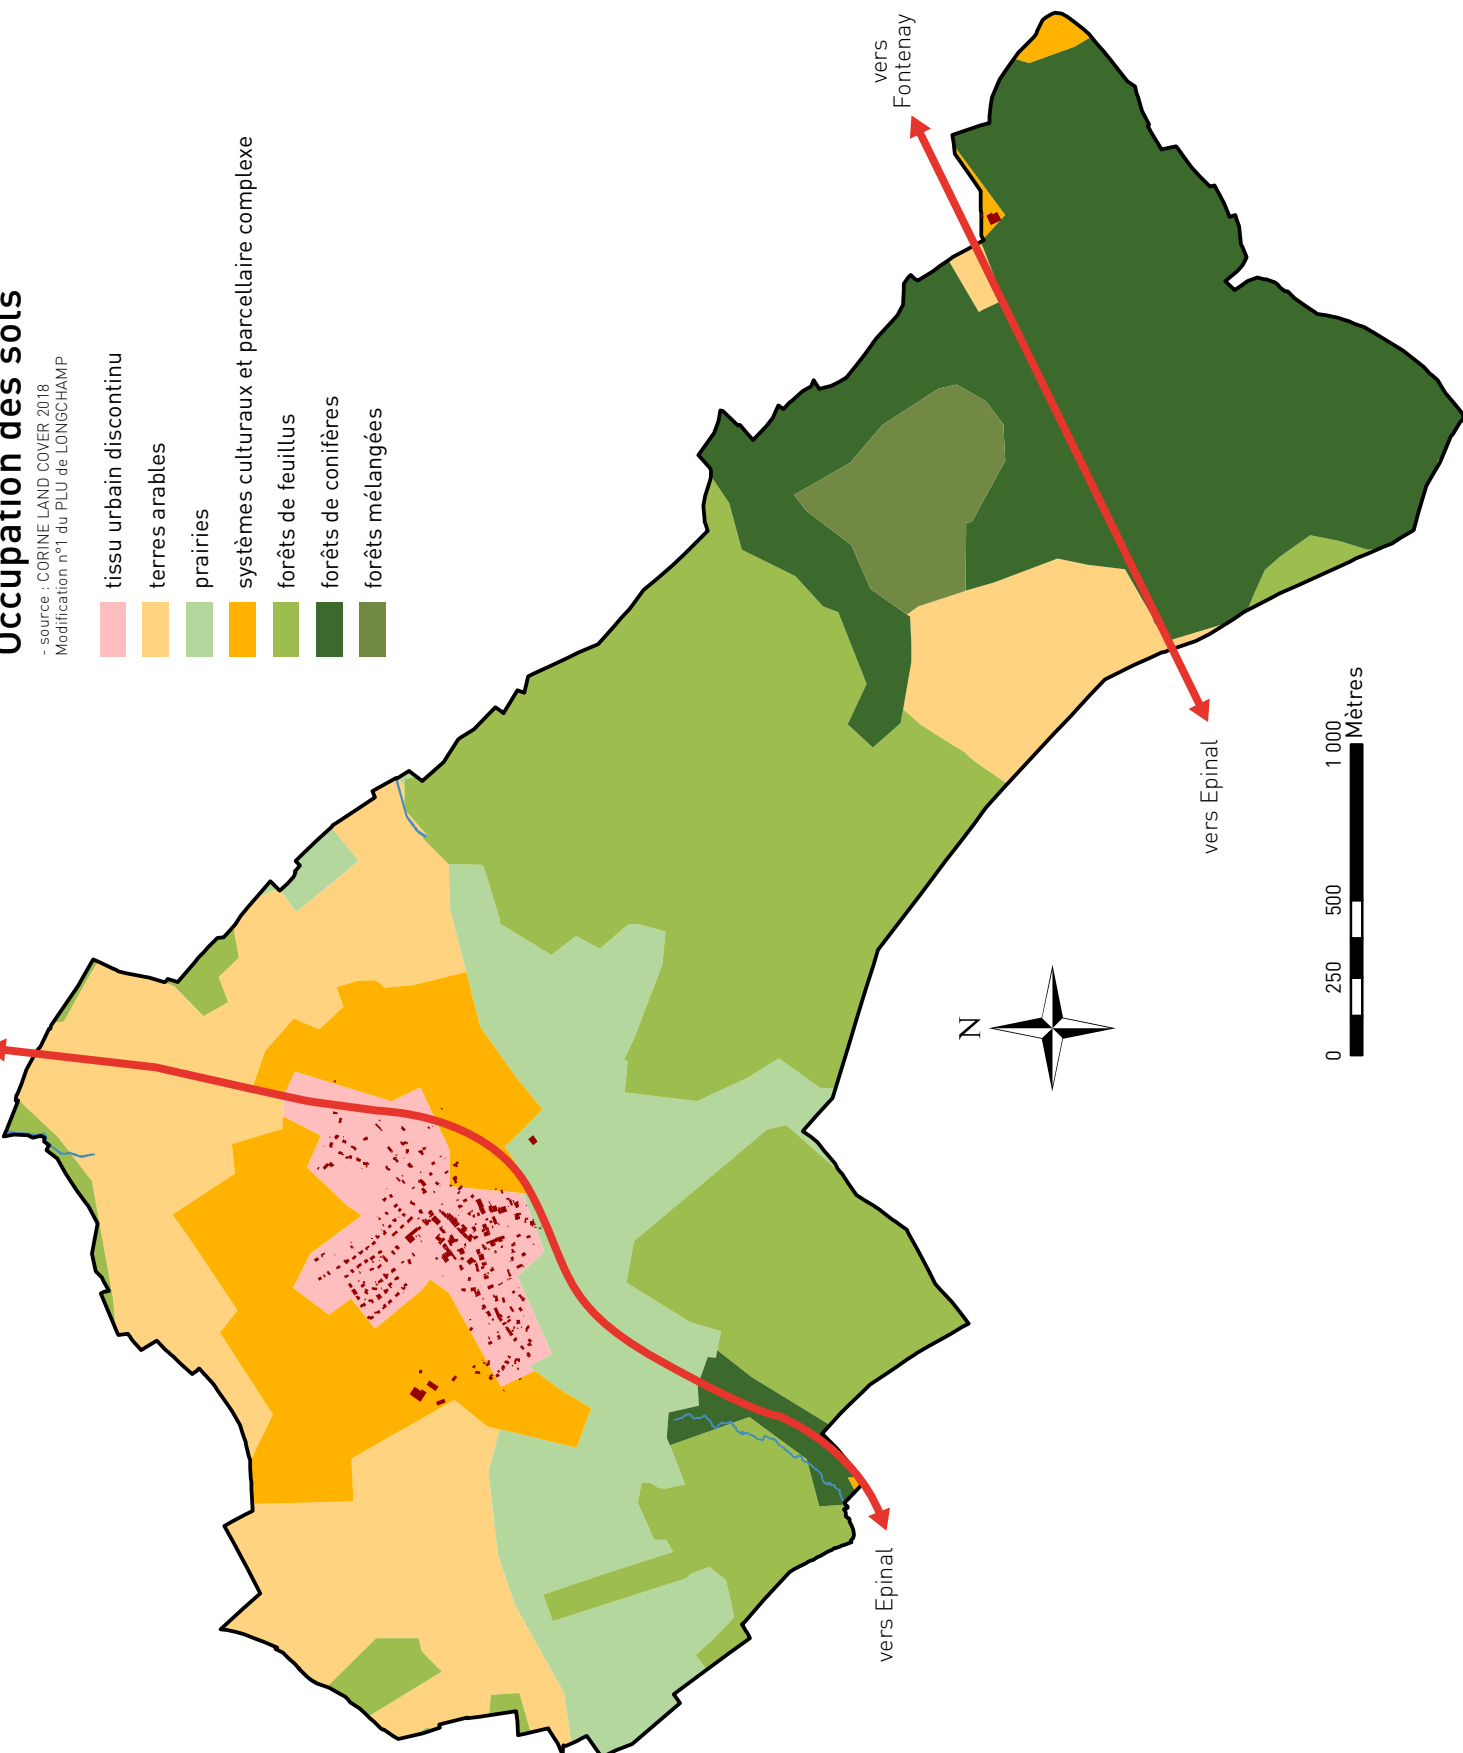 Occupation des sols
- source : CORINE LAND COVER 2018
Modification n°1 du PLU de LONGCHAMP
tissu urbain discontinu
terres arables
prairies
systèmes culturaux et parcellaire complexe
forêts de feuillus
forêts de conifères
forêts mélangées
vers
Fontenay
vers Epinal
vers Epinal
N
0 250 500 1 000
Mètres